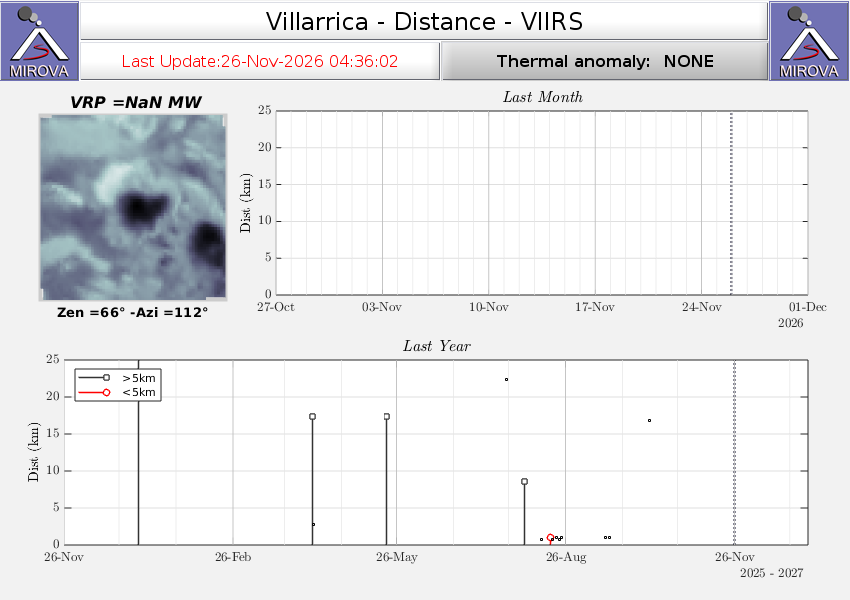 Villarrica - Distance - VIIRS
MIROVA
Last Update:26-Nov-2026 04:36:02
Thermal anomaly: NONE
MIROVA
VRP =NaN MW
Zen =66° -Azi =112°
Last Month
Dist (km)
25
20
15
10
5
0
27-Oct
03-Nov
10-Nov
17-Nov
24-Nov
01-Dec
2026
Last Year
Dist (km)
25
20
15
10
5
0
>5km
<5km
26-Nov
26-Feb
26-May
26-Aug
26-Nov
2025 - 2027